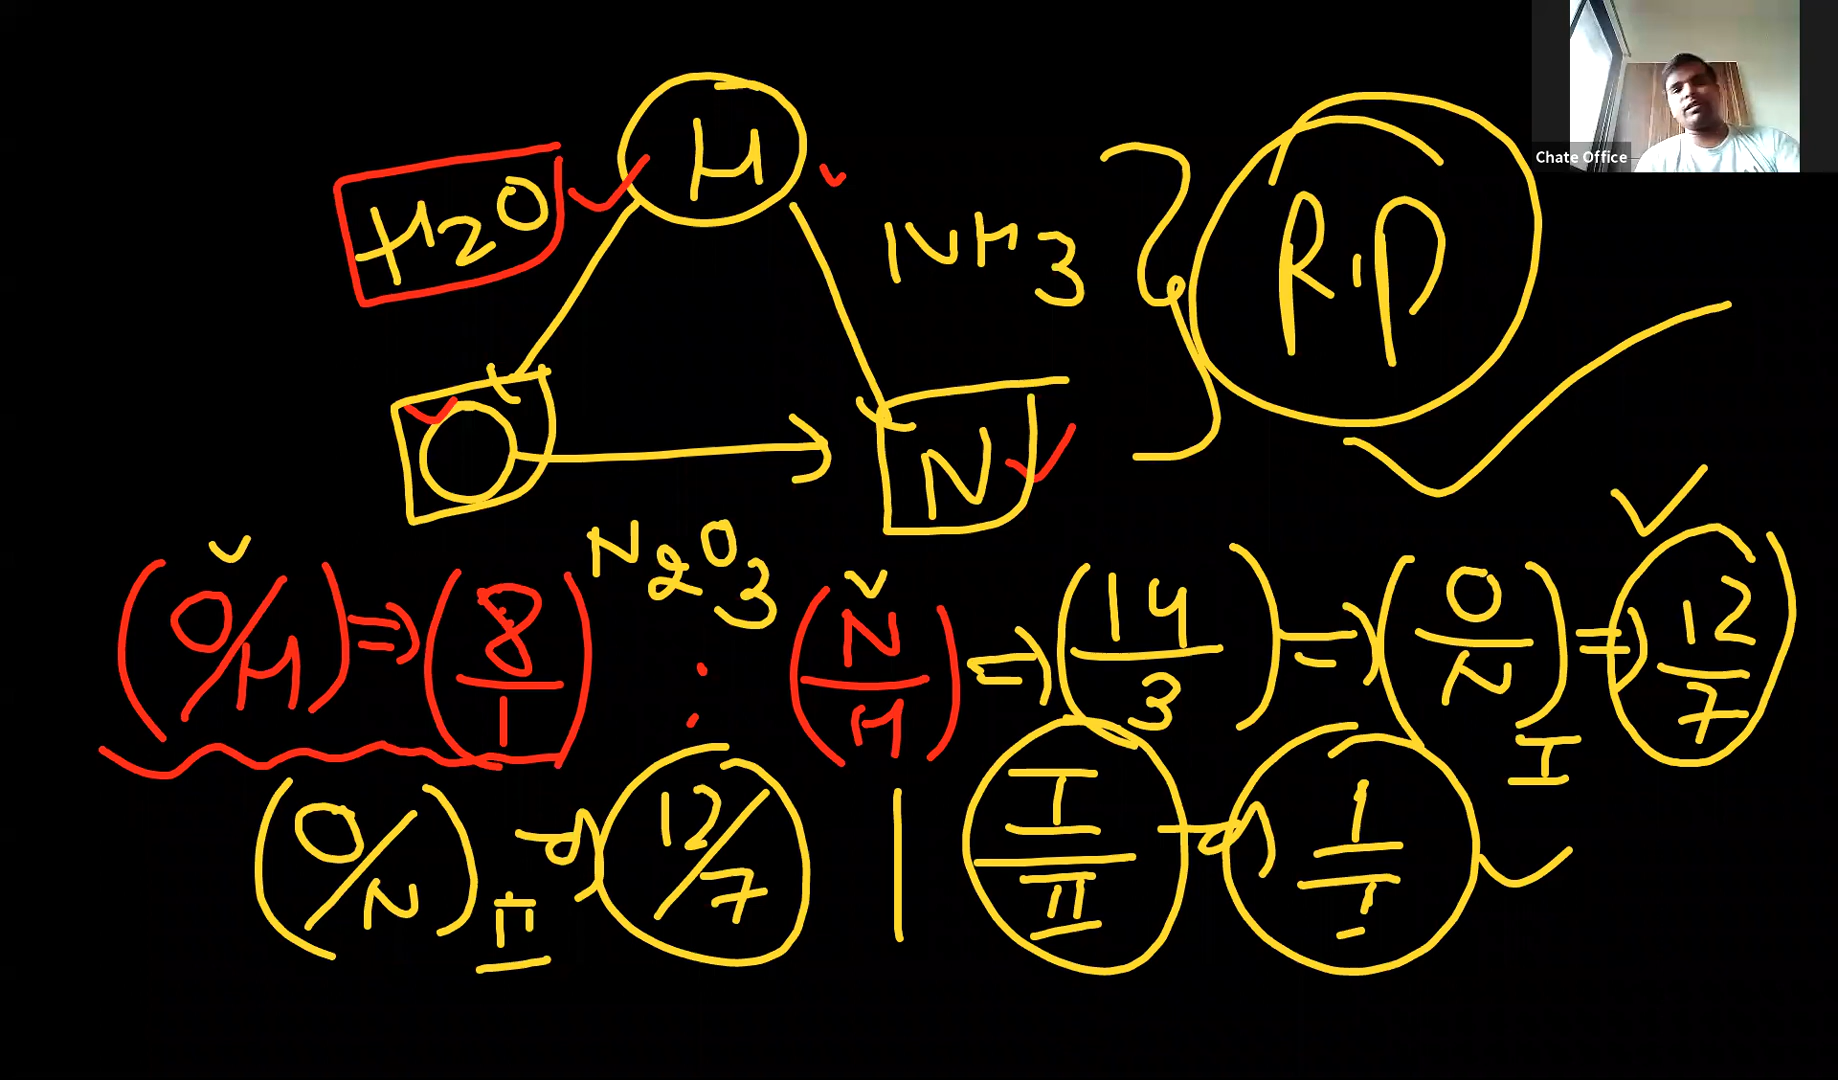 H
Chate Office
H2O
NH3
R.P
O
N
N2O3
(O/H) => (8/1) : (N/H) => (14/3) => (O/N) I => 12/7
(O/N) II => 12/7 | I/II => 1/1